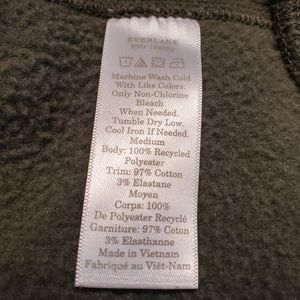 EVERLANE
Machine Wash Cold
With Like Colors.
Only Non-Chlorine
Bleach
When Needed.
Tumble Dry Low.
Cool Iron If Needed.
Medium
Body: 100% Recycled
Polyester
Trim: 97% Cotton
3% Elastane
Moyen
Corps: 100%
De Polyester Recyclé
Garniture: 97% Coton
3% Elasthanne
Made in Vietnam
Fabriqué au Viêt-Nam